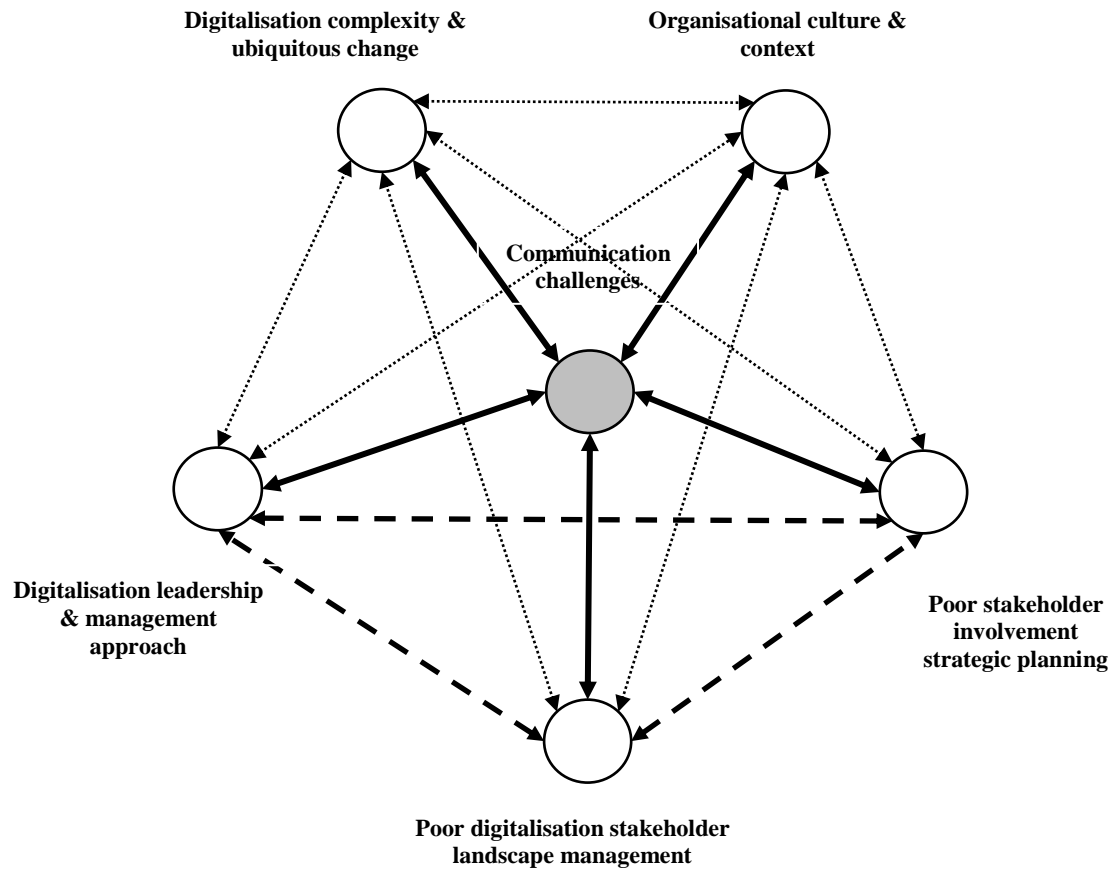 Digitalisation complexity &
ubiquitous change
Organisational culture &
context
Communication
challenges
Digitalisation leadership
& management
approach
Poor stakeholder
involvement
strategic planning
Poor digitalisation stakeholder
landscape management